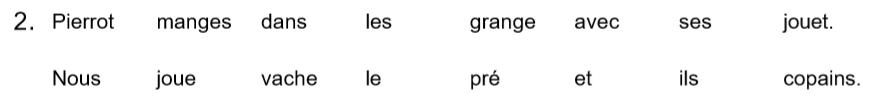 2. Pierrot manges dans les grange avec ses jouet.
Nous joue vache le pré et ils copains.